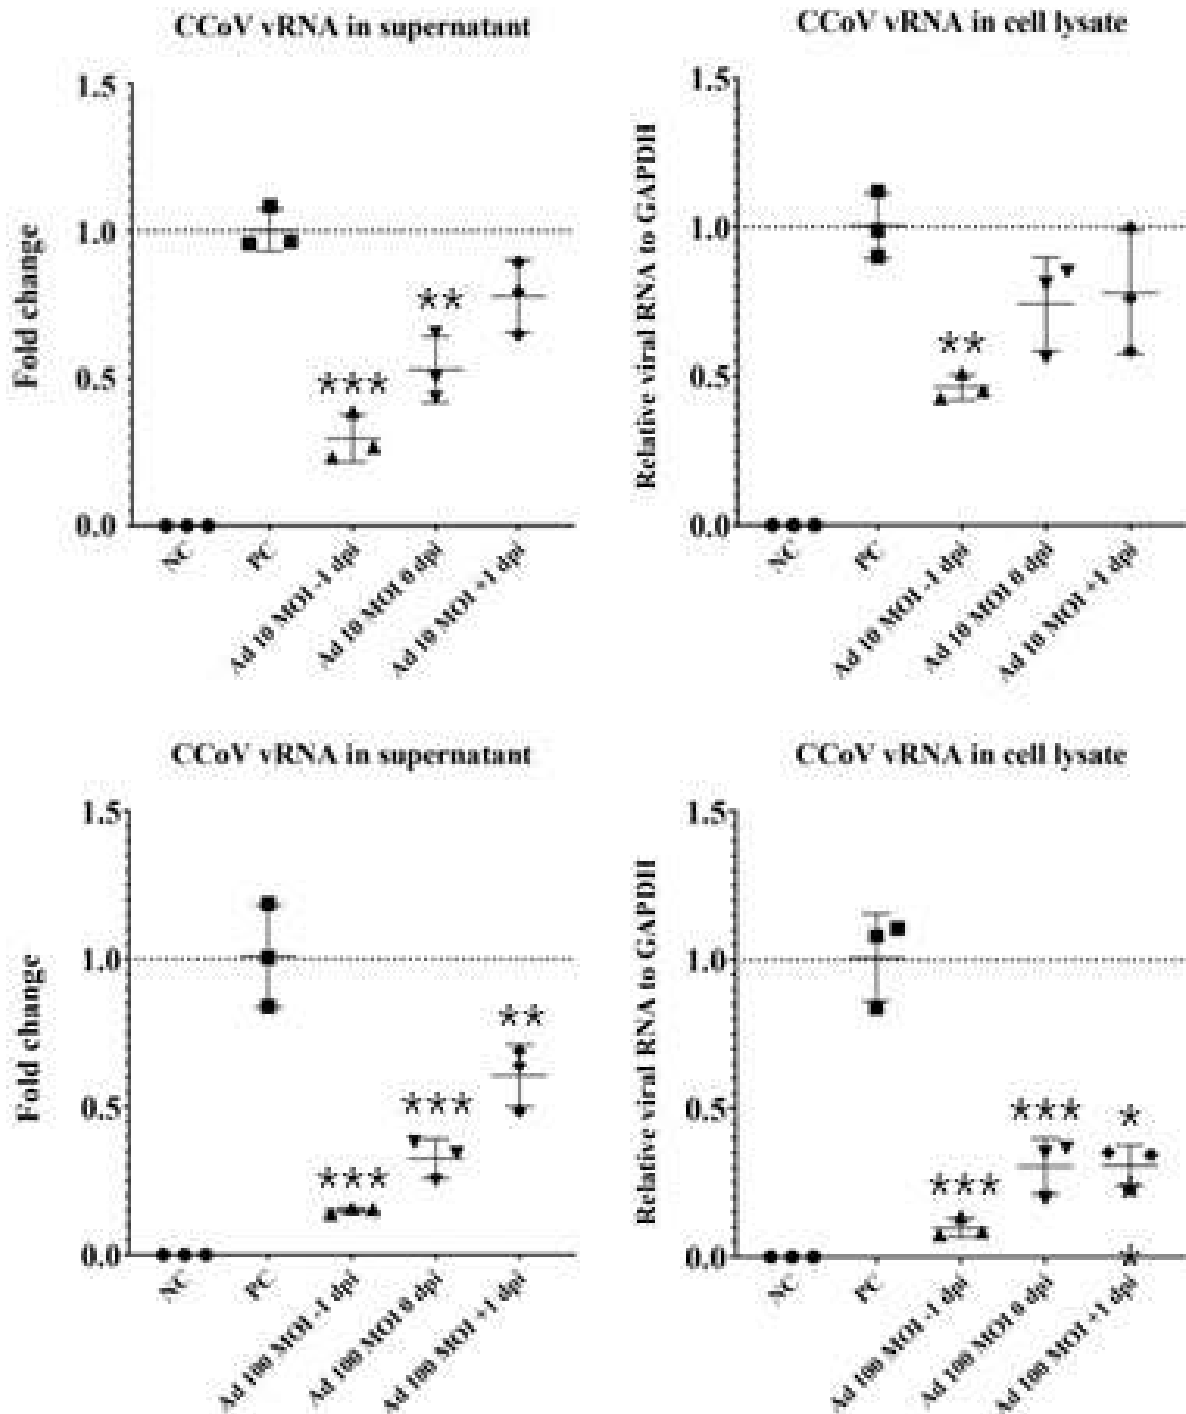 CCoV vRNA in supernatant
Fold change
1.5
1.0
0.5
0.0
***
**
NC
PC
Ad 10 MOI -1 dpi
Ad 10 MOI 0 dpi
Ad 10 MOI +1 dpi
CCoV vRNA in cell lysate
Relative viral RNA to GAPDH
1.5
1.0
0.5
0.0
**
NC
PC
Ad 10 MOI -1 dpi
Ad 10 MOI 0 dpi
Ad 10 MOI +1 dpi
CCoV vRNA in supernatant
Fold change
1.5
1.0
0.5
0.0
***
***
**
NC
PC
Ad 100 MOI -1 dpi
Ad 100 MOI 0 dpi
Ad 100 MOI +1 dpi
CCoV vRNA in cell lysate
Relative viral RNA to GAPDH
1.5
1.0
0.5
0.0
***
***
*
*
*
NC
PC
Ad 100 MOI -1 dpi
Ad 100 MOI 0 dpi
Ad 100 MOI +1 dpi